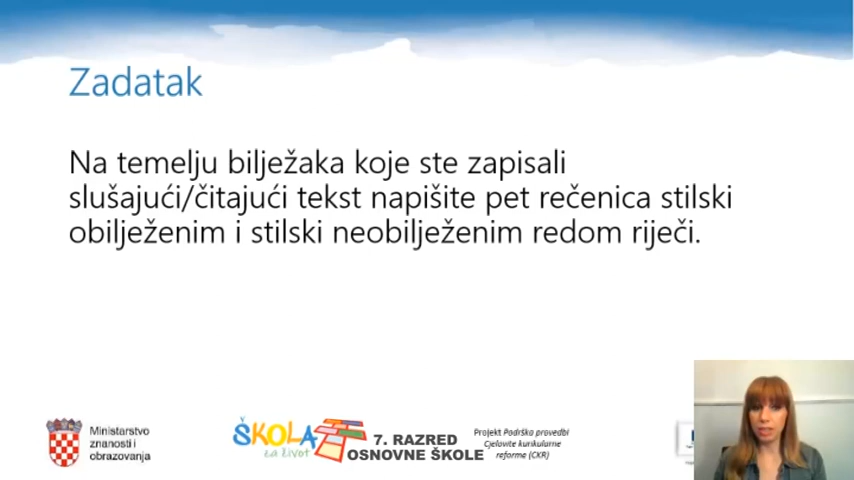 Zadatak
Na temelju bilježaka koje ste zapisali
slušajući/čitajući tekst napišite pet rečenica stilski
obilježenim i stilski neobilježenim redom riječi.
Ministarstvo
znanosti i
obrazovanja
ŠKOLA
za život
7. RAZRED
OSNOVNE ŠKOLE
Projekt Podrška provedbi
Cjelovite kurikularne
reforme (CKR)